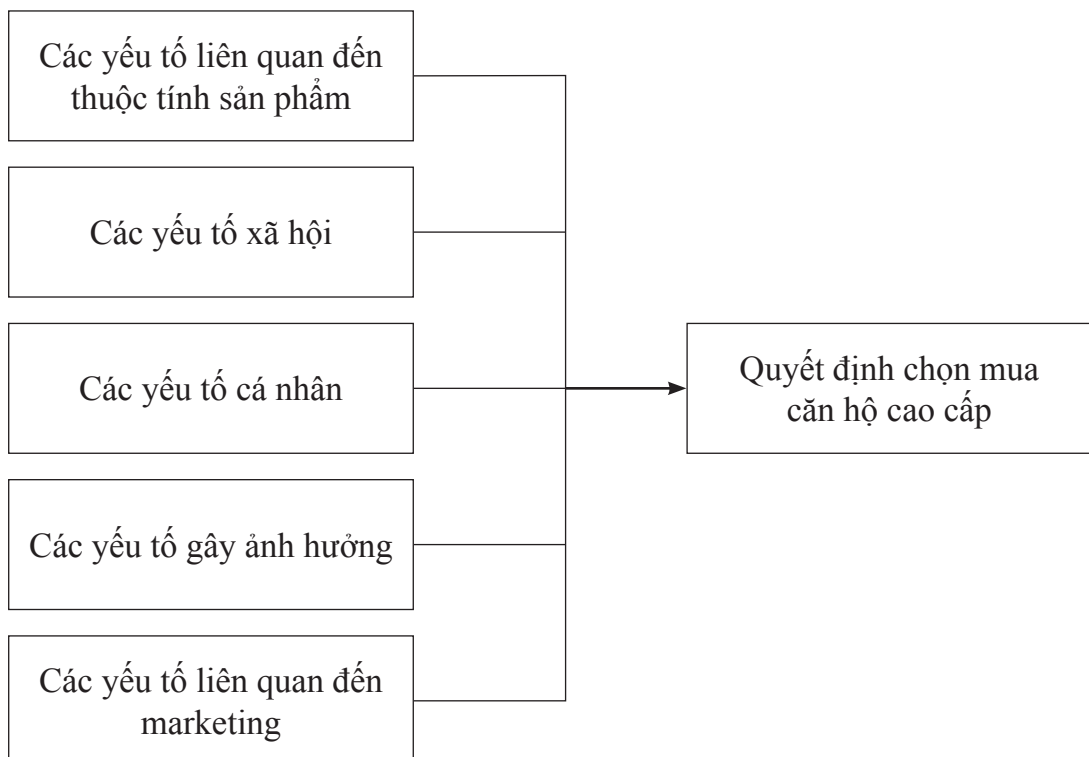 Các yếu tố liên quan đến
thuộc tính sản phẩm
Các yếu tố xã hội
Các yếu tố cá nhân
Các yếu tố gây ảnh hưởng
Các yếu tố liên quan đến
marketing
Quyết định chọn mua
căn hộ cao cấp